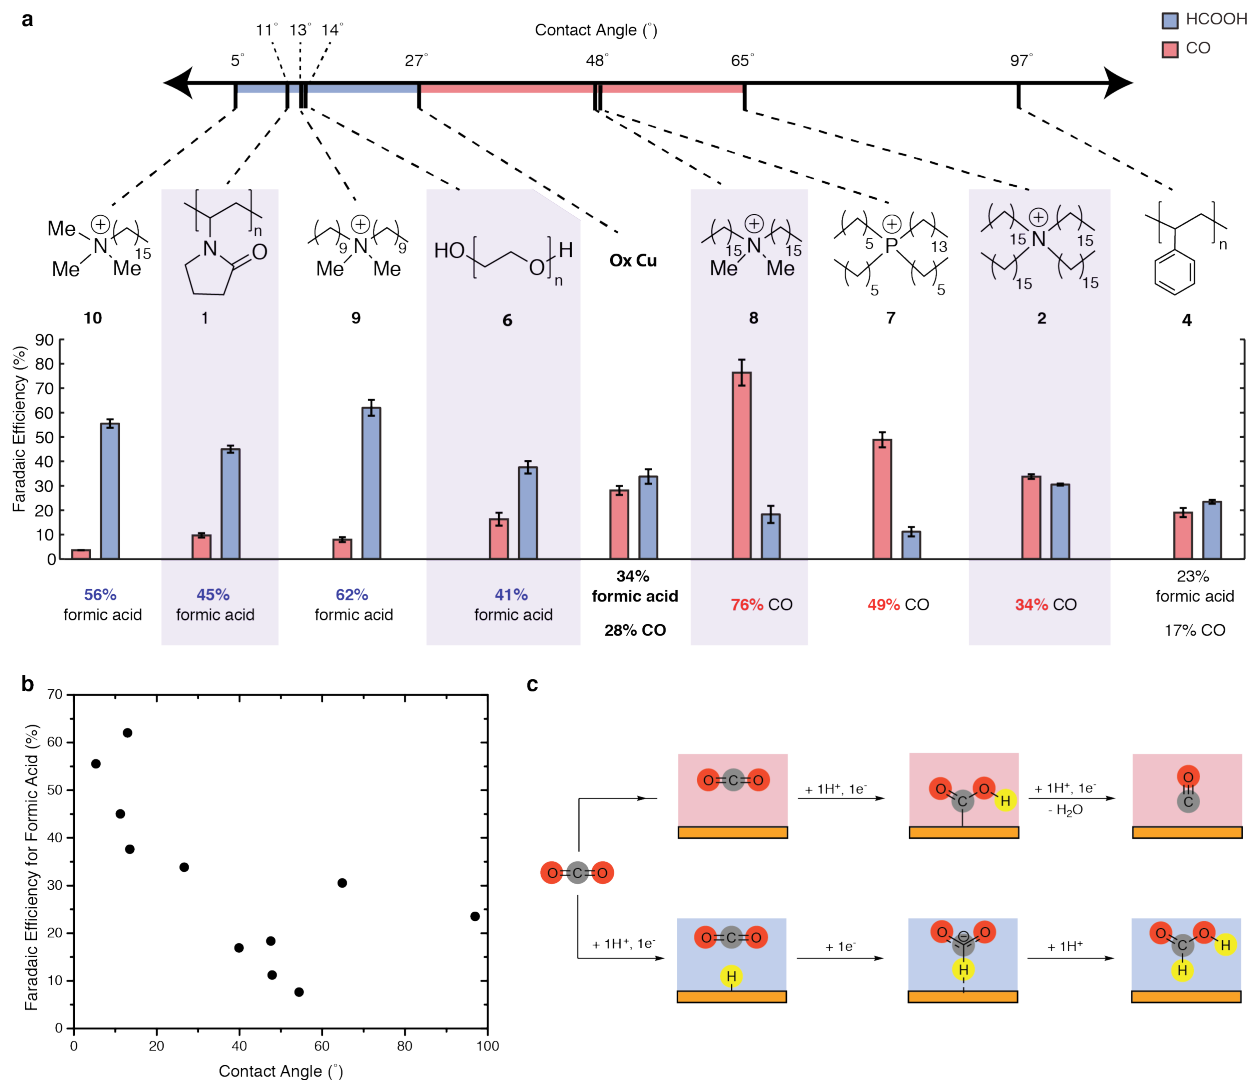 a
HCOOH
CO
Contact Angle (°)
11° 13° 14°
5° 27° 48° 65° 97°
Me N + 15 Me Me
n N O
9 N + 9 Me Me
HO O H n
Ox Cu
15 N + 15 Me Me
5 P + 13 5 5
15 N + 15 15 15
n
10 1 9 6 8 7 2 4
Faradaic Efficiency (%)
90
80
70
60
50
40
30
20
10
0
56%
formic acid
45%
formic acid
62%
formic acid
41%
formic acid
34%
formic acid
28% CO
76% CO
49% CO
34% CO
23%
formic acid
17% CO
b
Faradaic Efficiency for Formic Acid (%)
70
60
50
40
30
20
10
0
0 20 40 60 80 100
Contact Angle (°)
c
O C O
+ 1H+, 1e-
O C O H
+ 1H+, 1e-
- H2O
O C
O C O
+ 1H+, 1e-
O C O
H
+ 1e-
O - O
C
H
+ 1H+
O C O H
H